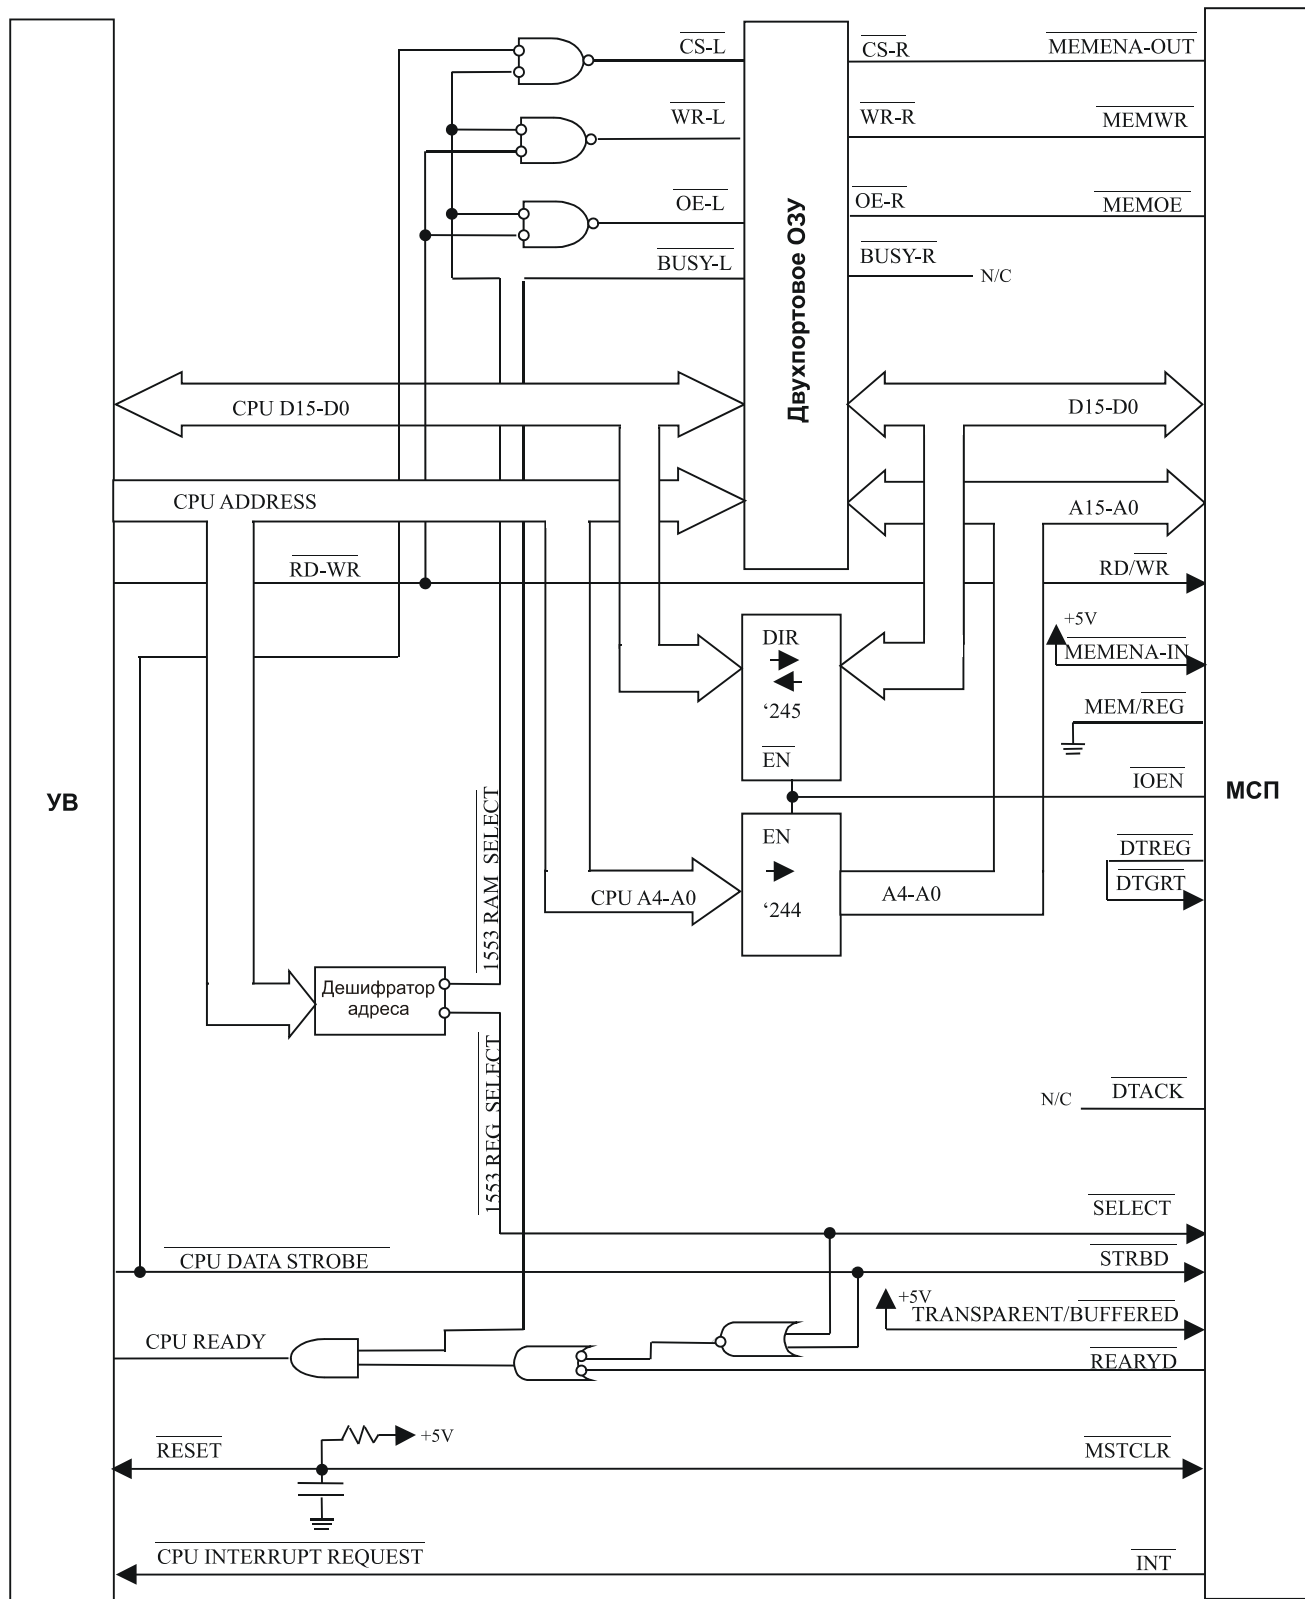 CS-L
CS-R
MEMENA-OUT
WR-L
WR-R
MEMWR
OE-L
OE-R
MEMOE
BUSY-L
BUSY-R
N/C
Двухпортовое ОЗУ
CPU D15-D0
D15-D0
CPU ADDRESS
A15-A0
RD-WR
RD/WR
+5V
MEMENA-IN
DIR
MEM/REG
‘245
EN
IOEN
УВ
МСП
EN
DTREG
CPU A4-A0
A4-A0
DTGRT
‘244
1553 RAM SELECT
Дешифратор
адреса
1553 REG SELECT
N/C
DTACK
SELECT
CPU DATA STROBE
STRBD
+5V
TRANSPARENT/BUFFERED
CPU READY
REARYD
+5V
RESET
MSTCLR
CPU INTERRUPT REQUEST
INT